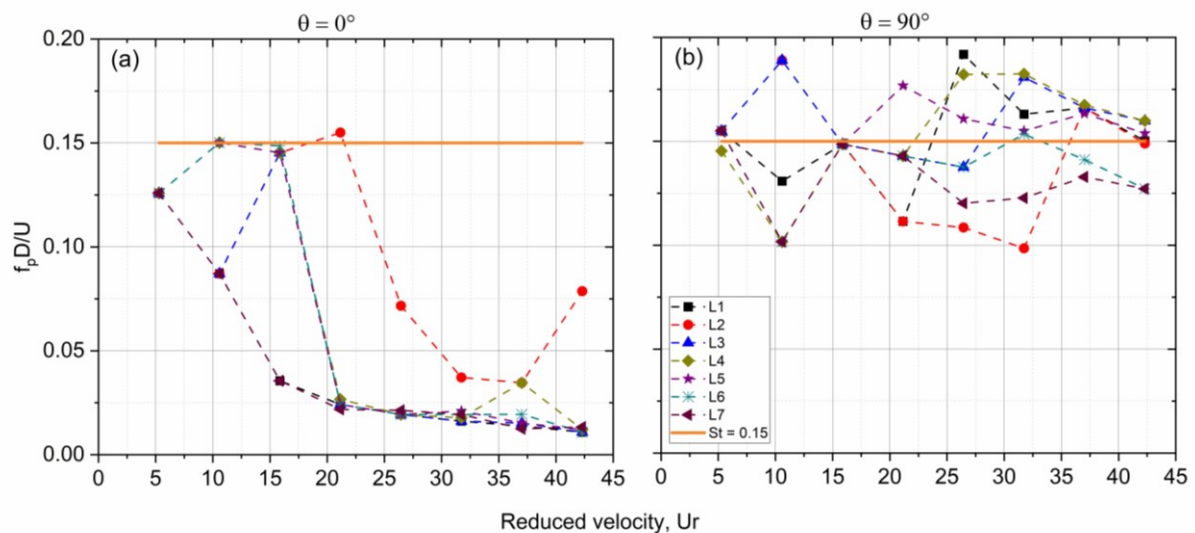 θ = 0°
θ = 90°
(a)
(b)
f_pD/U
0.20
0.15
0.10
0.05
0.00
0 5 10 15 20 25 30 35 40 45
0 5 10 15 20 25 30 35 40 45
L1
L2
L3
L4
L5
L6
L7
St = 0.15
Reduced velocity, Ur